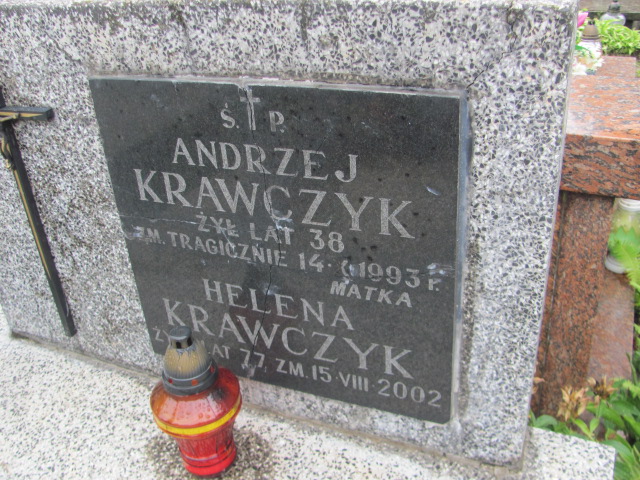 Ś. P.
ANDRZEJ
KRAWCZYK
ŻYŁ LAT 38
ZM. TRAGICZNIE 14 1993 R.
MATKA
HELENA
KRAWCZYK
LAT 77, ZM. 15 VIII 2002